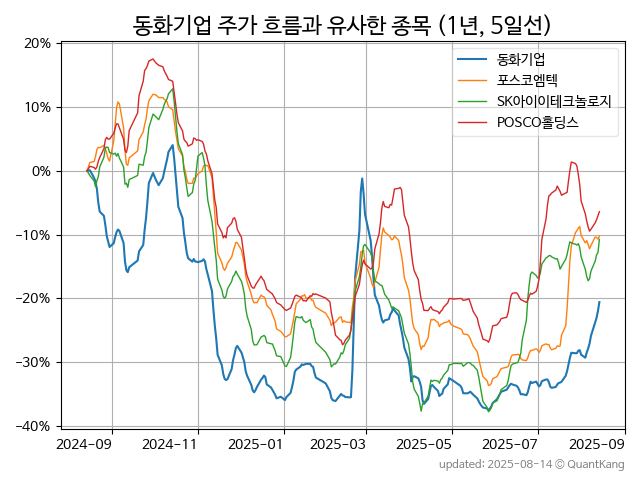 동화기업 주가 흐름과 유사한 종목 (1년, 5일선)
20%
10%
0%
−10%
−20%
−30%
−40%
동화기업
포스코엠텍
SK아이이테크놀로지
POSCO홀딩스
2024-09 2024-11 2025-01 2025-03 2025-05 2025-07 2025-09
updated: 2025-08-14 © QuantKang